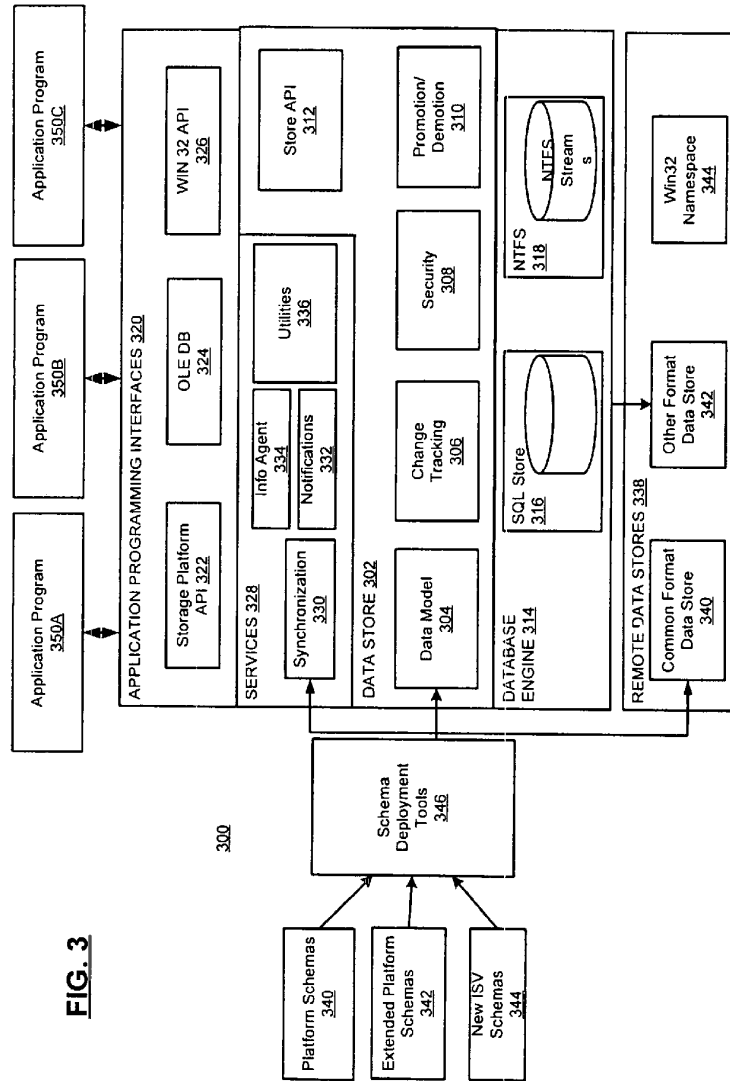 FIG. 3
300
Application Program
350A
Application Program
350B
Application Program
350C
APPLICATION PROGRAMMING INTERFACES 320
Storage Platform
API 322
OLE DB
324
WIN 32 API
326
SERVICES 328
Synchronization
330
Info Agent
334
Notifications
332
Utilities
336
Store API
312
DATA STORE 302
Data Model
304
Change
Tracking
306
Security
308
Promotion/
Demotion
310
DATABASE
ENGINE 314
SQL Store
316
NTFS
318
NTFS
Stream
s
REMOTE DATA STORES 338
Common Format
Data Store
340
Other Format
Data Store
342
Win32
Namespace
344
Schema
Deployment
Tools
346
Platform Schemas
340
Extended Platform
Schemas
342
New ISV
Schemas
344